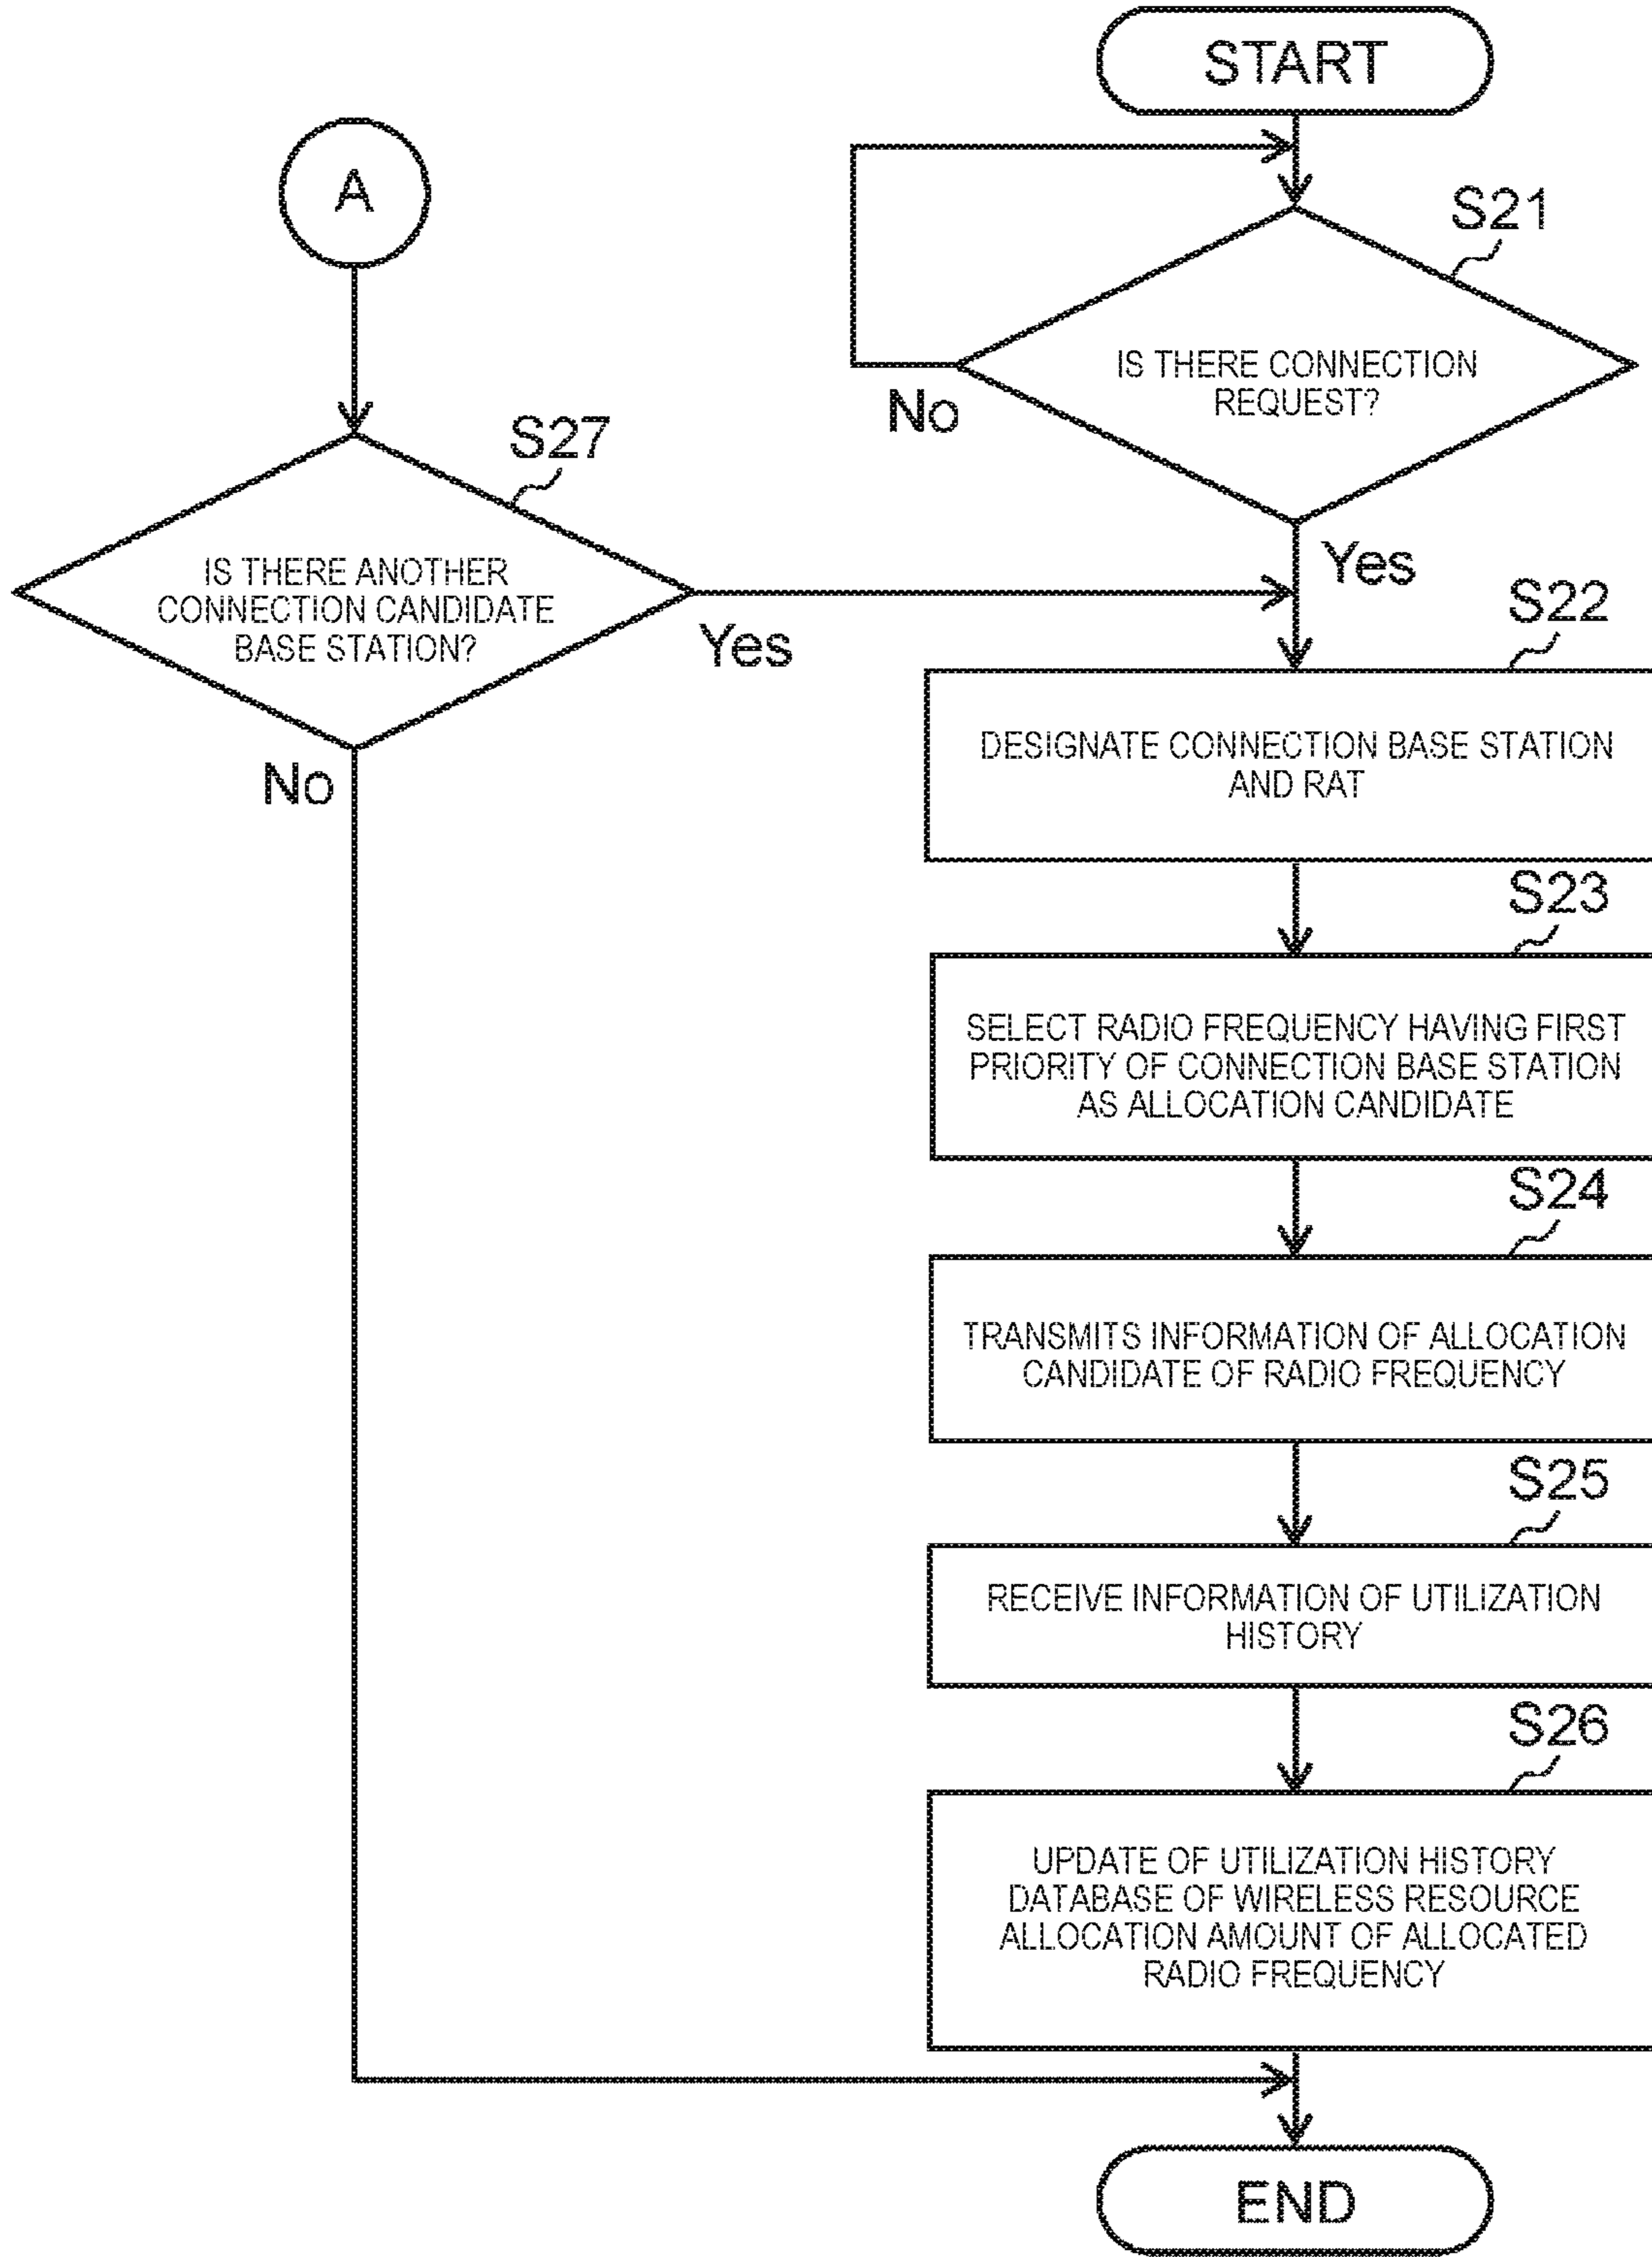 START
A
S21
IS THERE CONNECTION
REQUEST?
No
Yes
S27
IS THERE ANOTHER
CONNECTION CANDIDATE
BASE STATION?
Yes
No
S22
DESIGNATE CONNECTION BASE STATION
AND RAT
S23
SELECT RADIO FREQUENCY HAVING FIRST
PRIORITY OF CONNECTION BASE STATION
AS ALLOCATION CANDIDATE
S24
TRANSMITS INFORMATION OF ALLOCATION
CANDIDATE OF RADIO FREQUENCY
S25
RECEIVE INFORMATION OF UTILIZATION
HISTORY
S26
UPDATE OF UTILIZATION HISTORY
DATABASE OF WIRELESS RESOURCE
ALLOCATION AMOUNT OF ALLOCATED
RADIO FREQUENCY
END